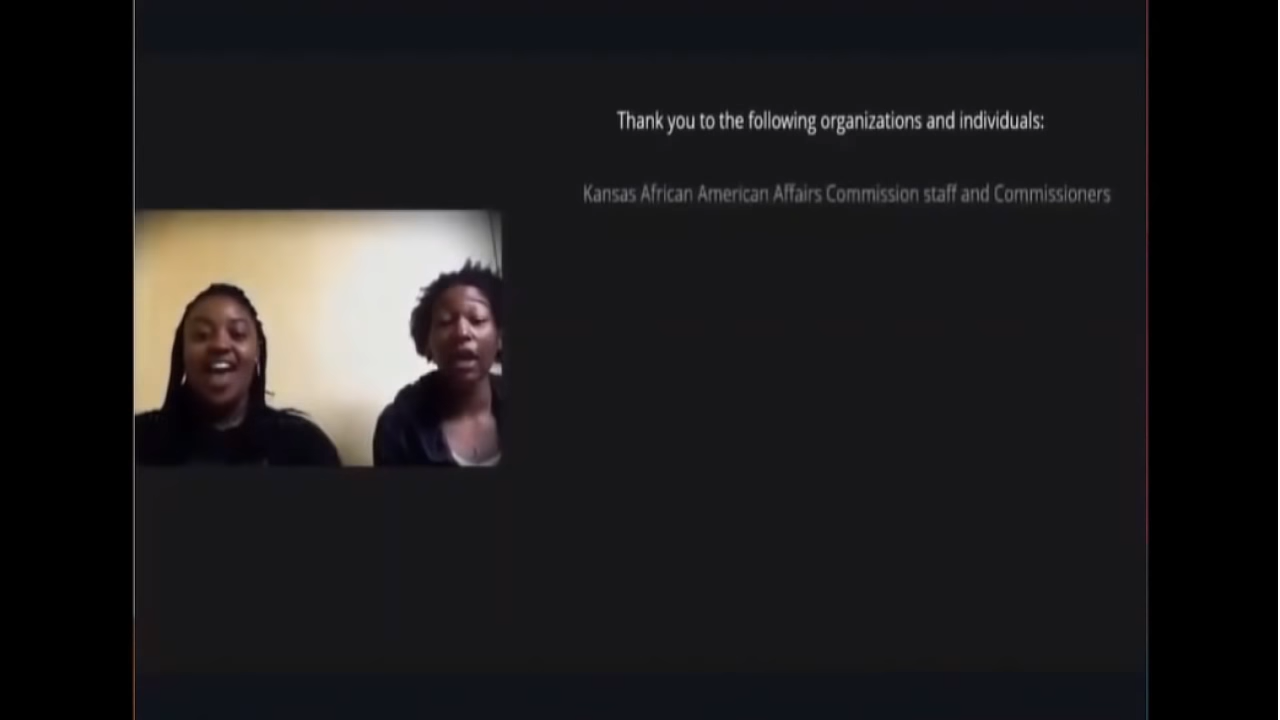 Thank you to the following organizations and individuals:
Kansas African American Affairs Commission staff and Commissioners